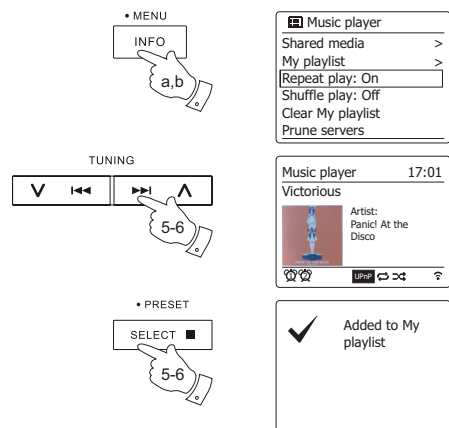 • MENU
INFO
a,b
Music player
Shared media >
My playlist >
Repeat play: On
Shuffle play: Off
Clear My playlist
Prune servers
TUNING
5-6
Music player 17:01
Victorious
Artist:
Panic! At the
Disco
1 2
UPnP
• PRESET
SELECT
5-6
Added to My
playlist